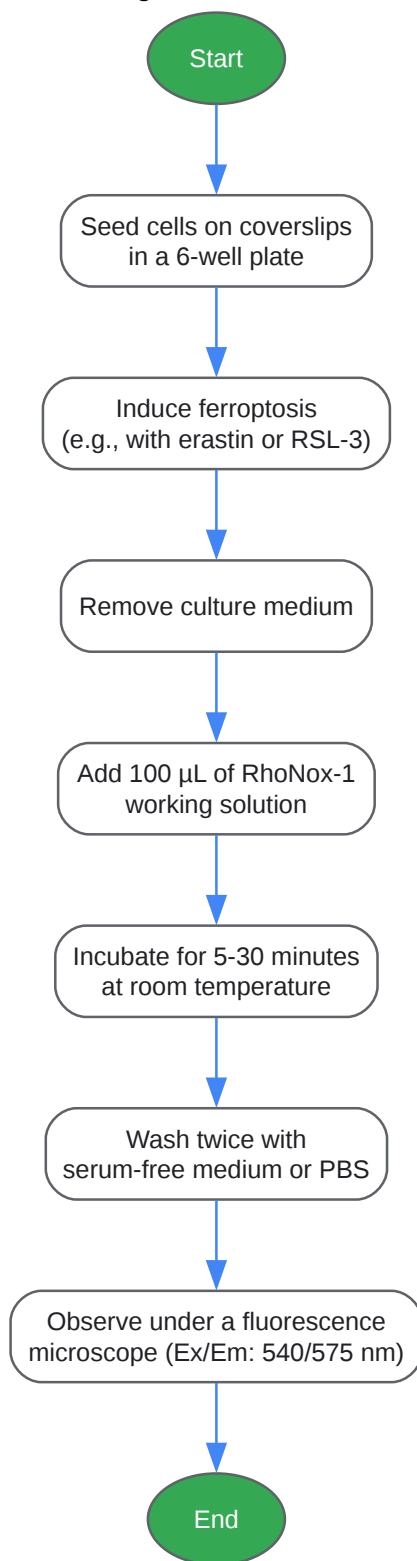 Start
Seed cells on coverslips
in a 6-well plate
Induce ferroptosis
(e.g., with erastin or RSL-3)
Remove culture medium
Add 100 µL of RhoNox-1
working solution
Incubate for 5-30 minutes
at room temperature
Wash twice with
serum-free medium or PBS
Observe under a fluorescence
microscope (Ex/Em: 540/575 nm)
End